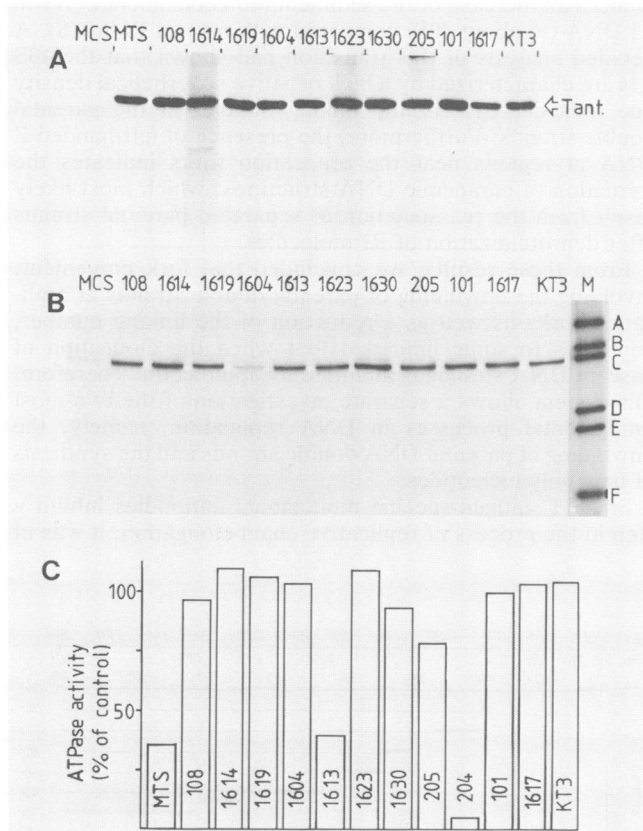 MCS MTS 108 1614 1619 1604 1613 1623 1630 205 101 1617 KT3
A
Tant.
MCS 108 1614 1619 1604 1613 1623 1630 205 101 1617 KT3 M
B
A
B
C
D
E
F
C
100
50
ATPase activity
(% of control)
MTS
108
1614
1619
1604
1613
1623
1630
205
204
101
1617
KT3